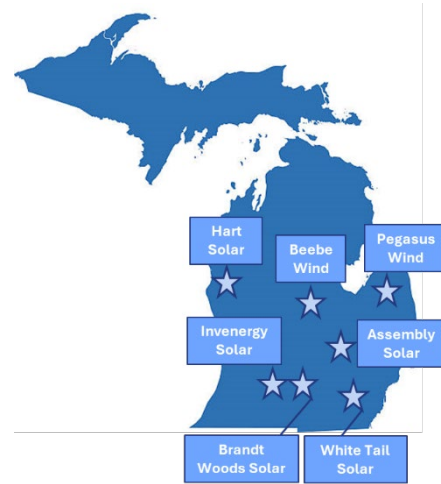 Hart
Solar
Beebe
Wind
Pegasus
Wind
Invenergy
Solar
Assembly
Solar
Brandt
Woods Solar
White Tail
Solar